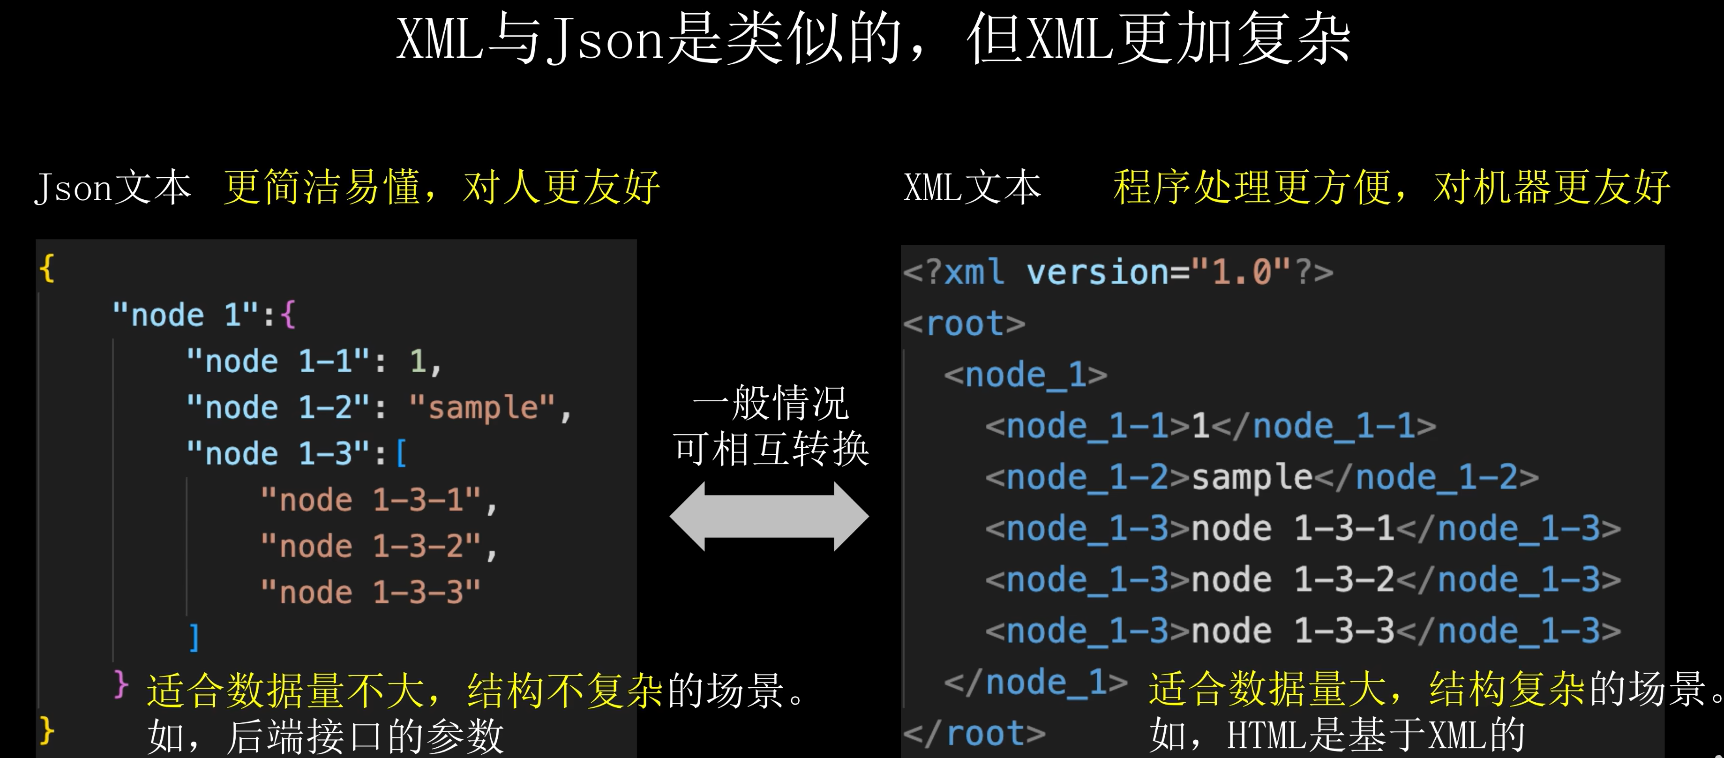 XML与Json是类似的，但XML更加复杂
Json文本 更简洁易懂，对人更友好
{
"node 1":{
"node 1-1": 1,
"node 1-2": "sample",
"node 1-3":[
"node 1-3-1",
"node 1-3-2",
"node 1-3-3"
]
}
}
适合数据量不大，结构不复杂的场景。
如，后端接口的参数
一般情况
可相互转换
XML文本 程序处理更方便，对机器更友好
<?xml version="1.0"?>
<root>
<node_1>
<node_1-1>1</node_1-1>
<node_1-2>sample</node_1-2>
<node_1-3>node 1-3-1</node_1-3>
<node_1-3>node 1-3-2</node_1-3>
<node_1-3>node 1-3-3</node_1-3>
</node_1>
</root>
适合数据量大，结构复杂的场景。
如，HTML是基于XML的